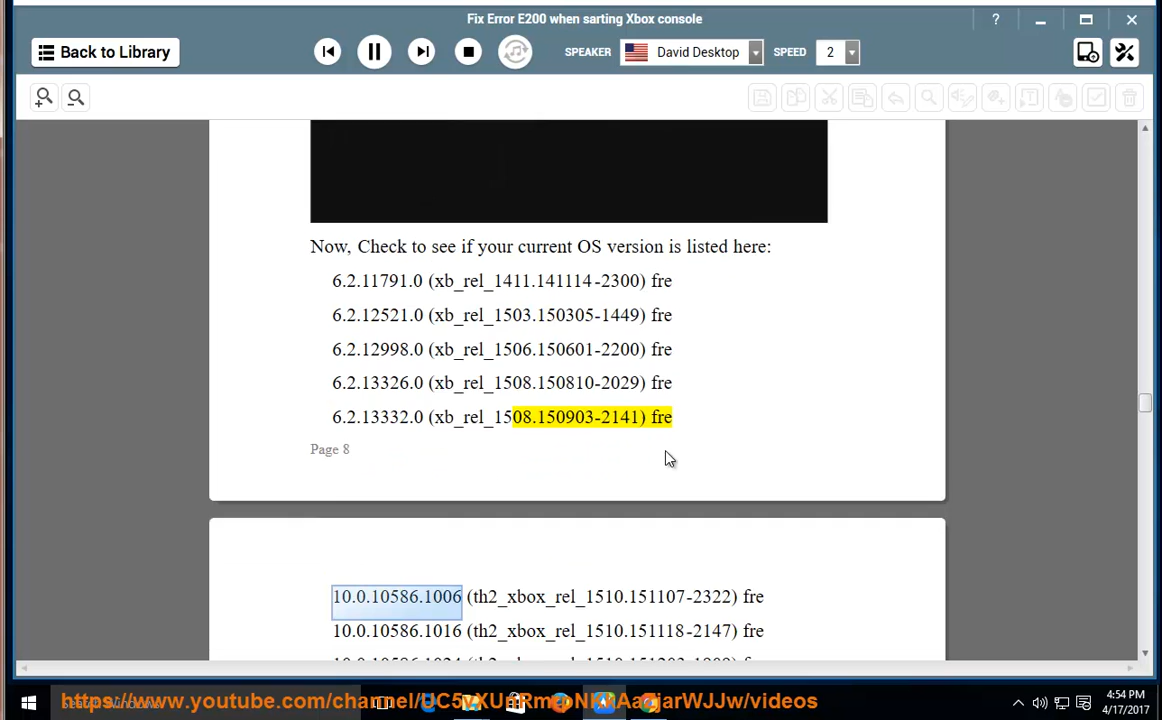 Fix Error E200 when sarting Xbox console
?
Back to Library
SPEAKER
David Desktop
SPEED
2
Now, Check to see if your current OS version is listed here:
6.2.11791.0 (xb_rel_1411.141114-2300) fre
6.2.12521.0 (xb_rel_1503.150305-1449) fre
6.2.12998.0 (xb_rel_1506.150601-2200) fre
6.2.13326.0 (xb_rel_1508.150810-2029) fre
6.2.13332.0 (xb_rel_1508.150903-2141) fre
Page 8
10.0.10586.1006 (th2_xbox_rel_1510.151107-2322) fre
10.0.10586.1016 (th2_xbox_rel_1510.151118-2147) fre
4:54 PM
4/17/2017